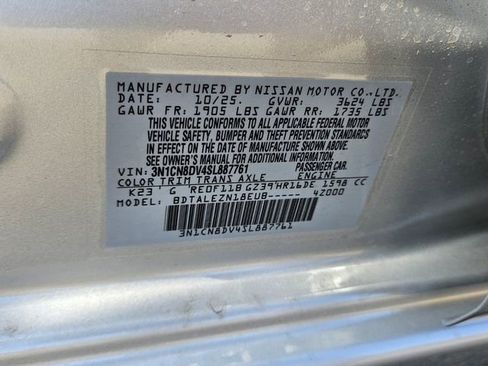 MANUFACTURED BY NISSAN MOTOR CO., LTD.
DATE: 10/25. GVWR: 3624 LBS
GAWR FR: 1905 LBS GAWR RR: 1735 LBS
THIS VEHICLE CONFORMS TO ALL APPLICABLE FEDERAL MOTOR
VEHICLE SAFETY, BUMPER AND THEFT PREVENTION STANDARDS
IN EFFECT ON THE DATE OF MANUFACTURE SHOWN ABOVE.
SEE OWNER'S MANUAL FOR ADDITIONAL INFORMATION
VIN: 3N1CN8DV4SL887761 PASSENGER CAR.
COLOR TRIM TRANS AXLE ENGINE
K23 G RE0F11B GZ39 HR16DE 1598 CC
MODEL: BDTALEZN18EUB----- 42000
3N1CN8DV4SL887761